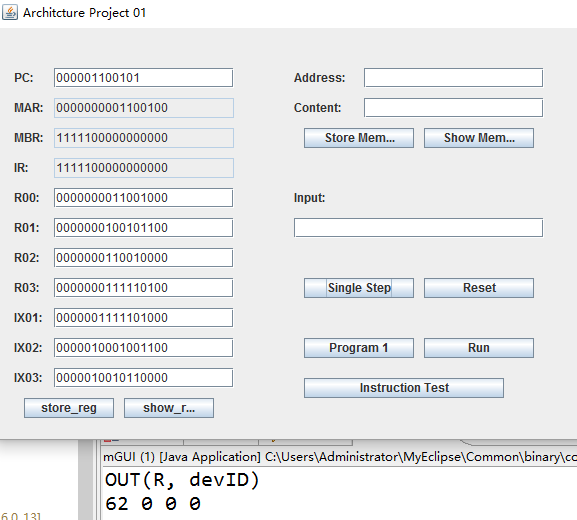 Architcture Project 01
PC: 000001100101
MAR: 0000000001100100
MBR: 1111100000000000
IR: 1111100000000000
R00: 0000000011001000
R01: 0000000100101100
R02: 0000000110010000
R03: 0000000111110100
IX01: 0000001111101000
IX02: 0000010001001100
IX03: 0000010010110000
store_reg show_r...
Address:
Content:
Store Mem... Show Mem...
Input:
Single Step Reset
Program 1 Run
Instruction Test
mGUI (1) [Java Application] C:\Users\Administrator\MyEclipse\Common\binary\co
OUT(R, devID)
62 0 0 0
6.0, 13]